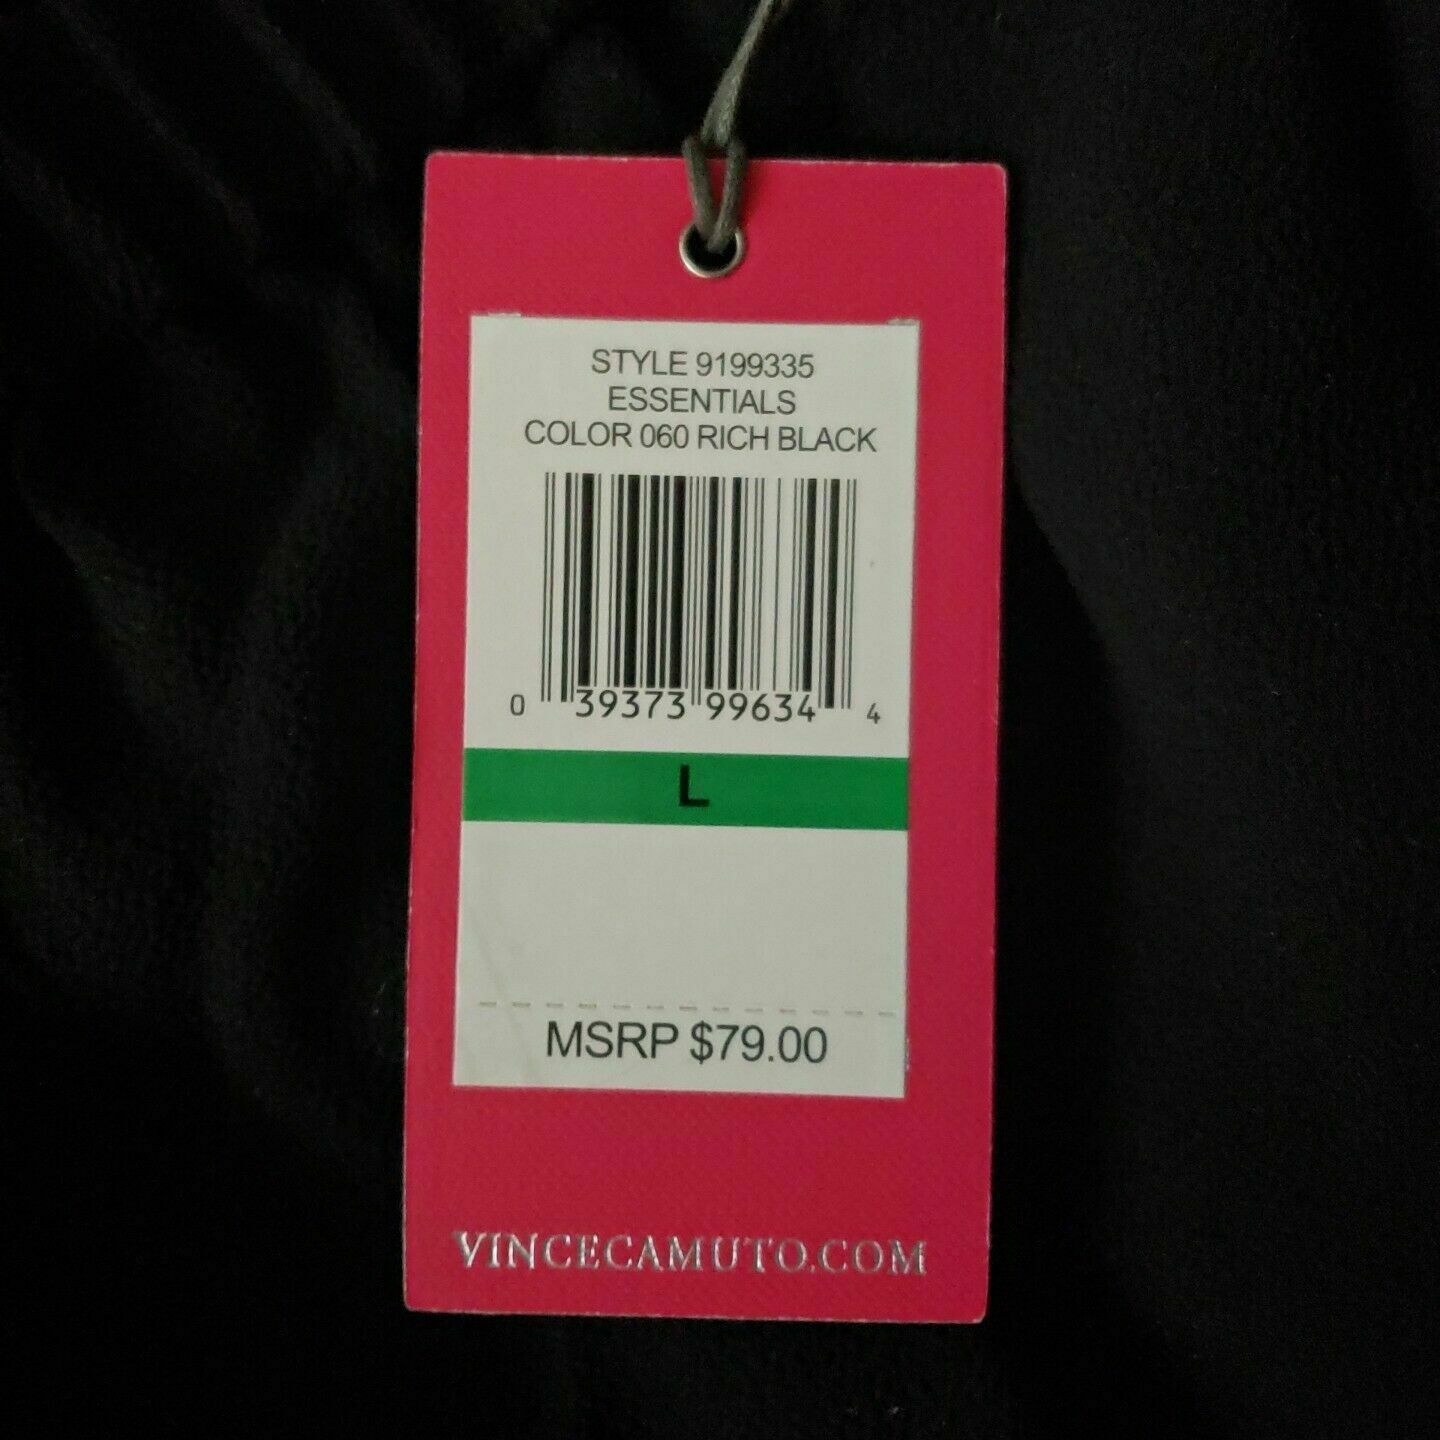 STYLE 9199335
ESSENTIALS
COLOR 060 RICH BLACK
0 39373 99634 4
L
MSRP $79.00
VINCECAMUTO.COM